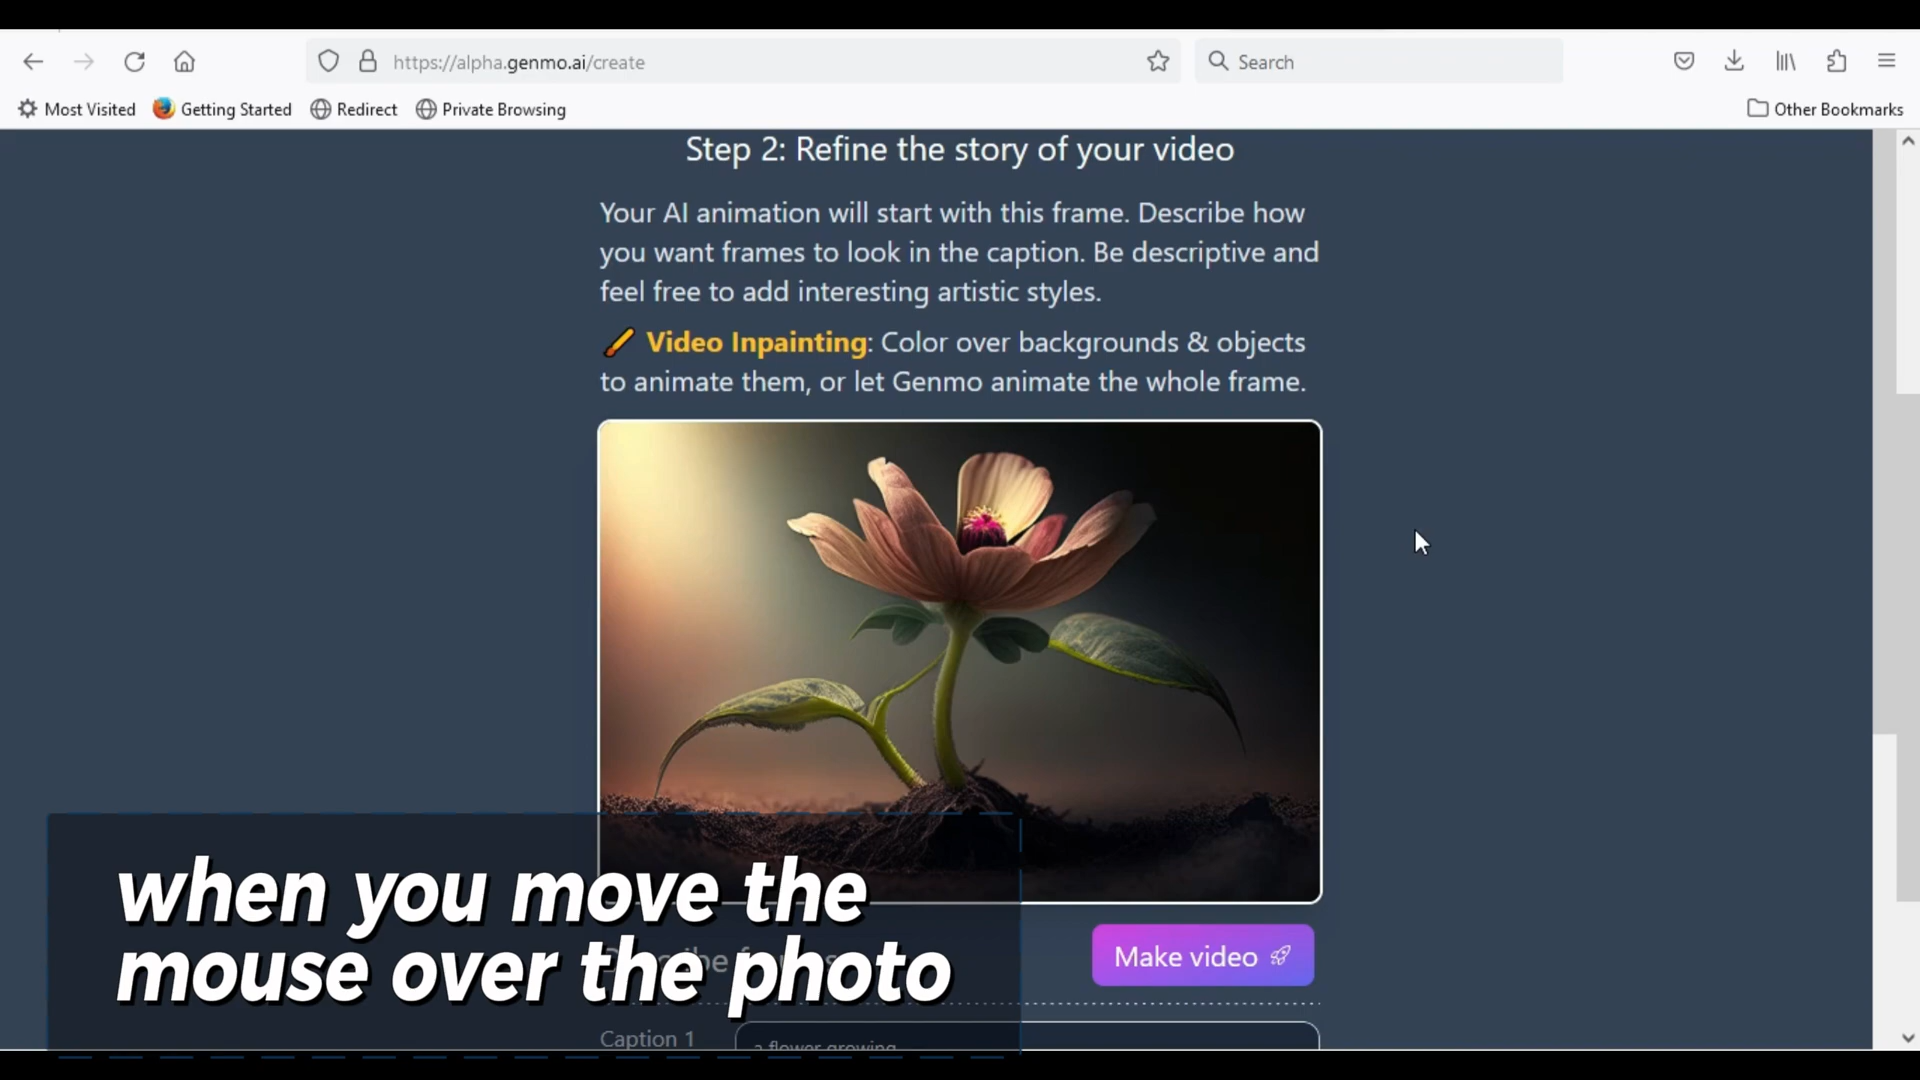 https://alpha.genmo.ai/create
Search
Most Visited
Getting Started
Redirect
Private Browsing
Other Bookmarks
Step 2: Refine the story of your video
Your AI animation will start with this frame. Describe how
you want frames to look in the caption. Be descriptive and
feel free to add interesting artistic styles.
Video Inpainting: Color over backgrounds & objects
to animate them, or let Genmo animate the whole frame.
when you move the
mouse over the photo
Make video
Caption 1
a flower growing